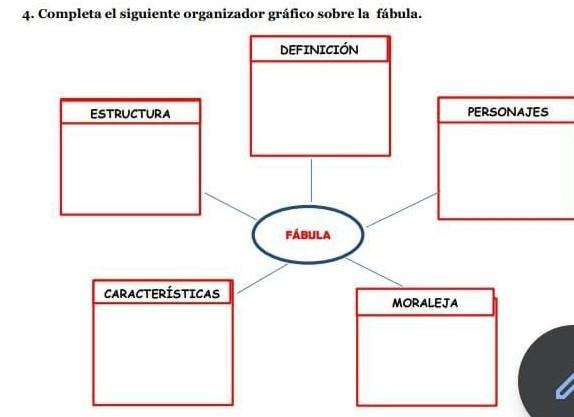 4. Completa el siguiente organizador gráfico sobre la fábula.
DEFINICIÓN
ESTRUCTURA
PERSONAJES
FÁBULA
CARACTERÍSTICAS
MORALEJA